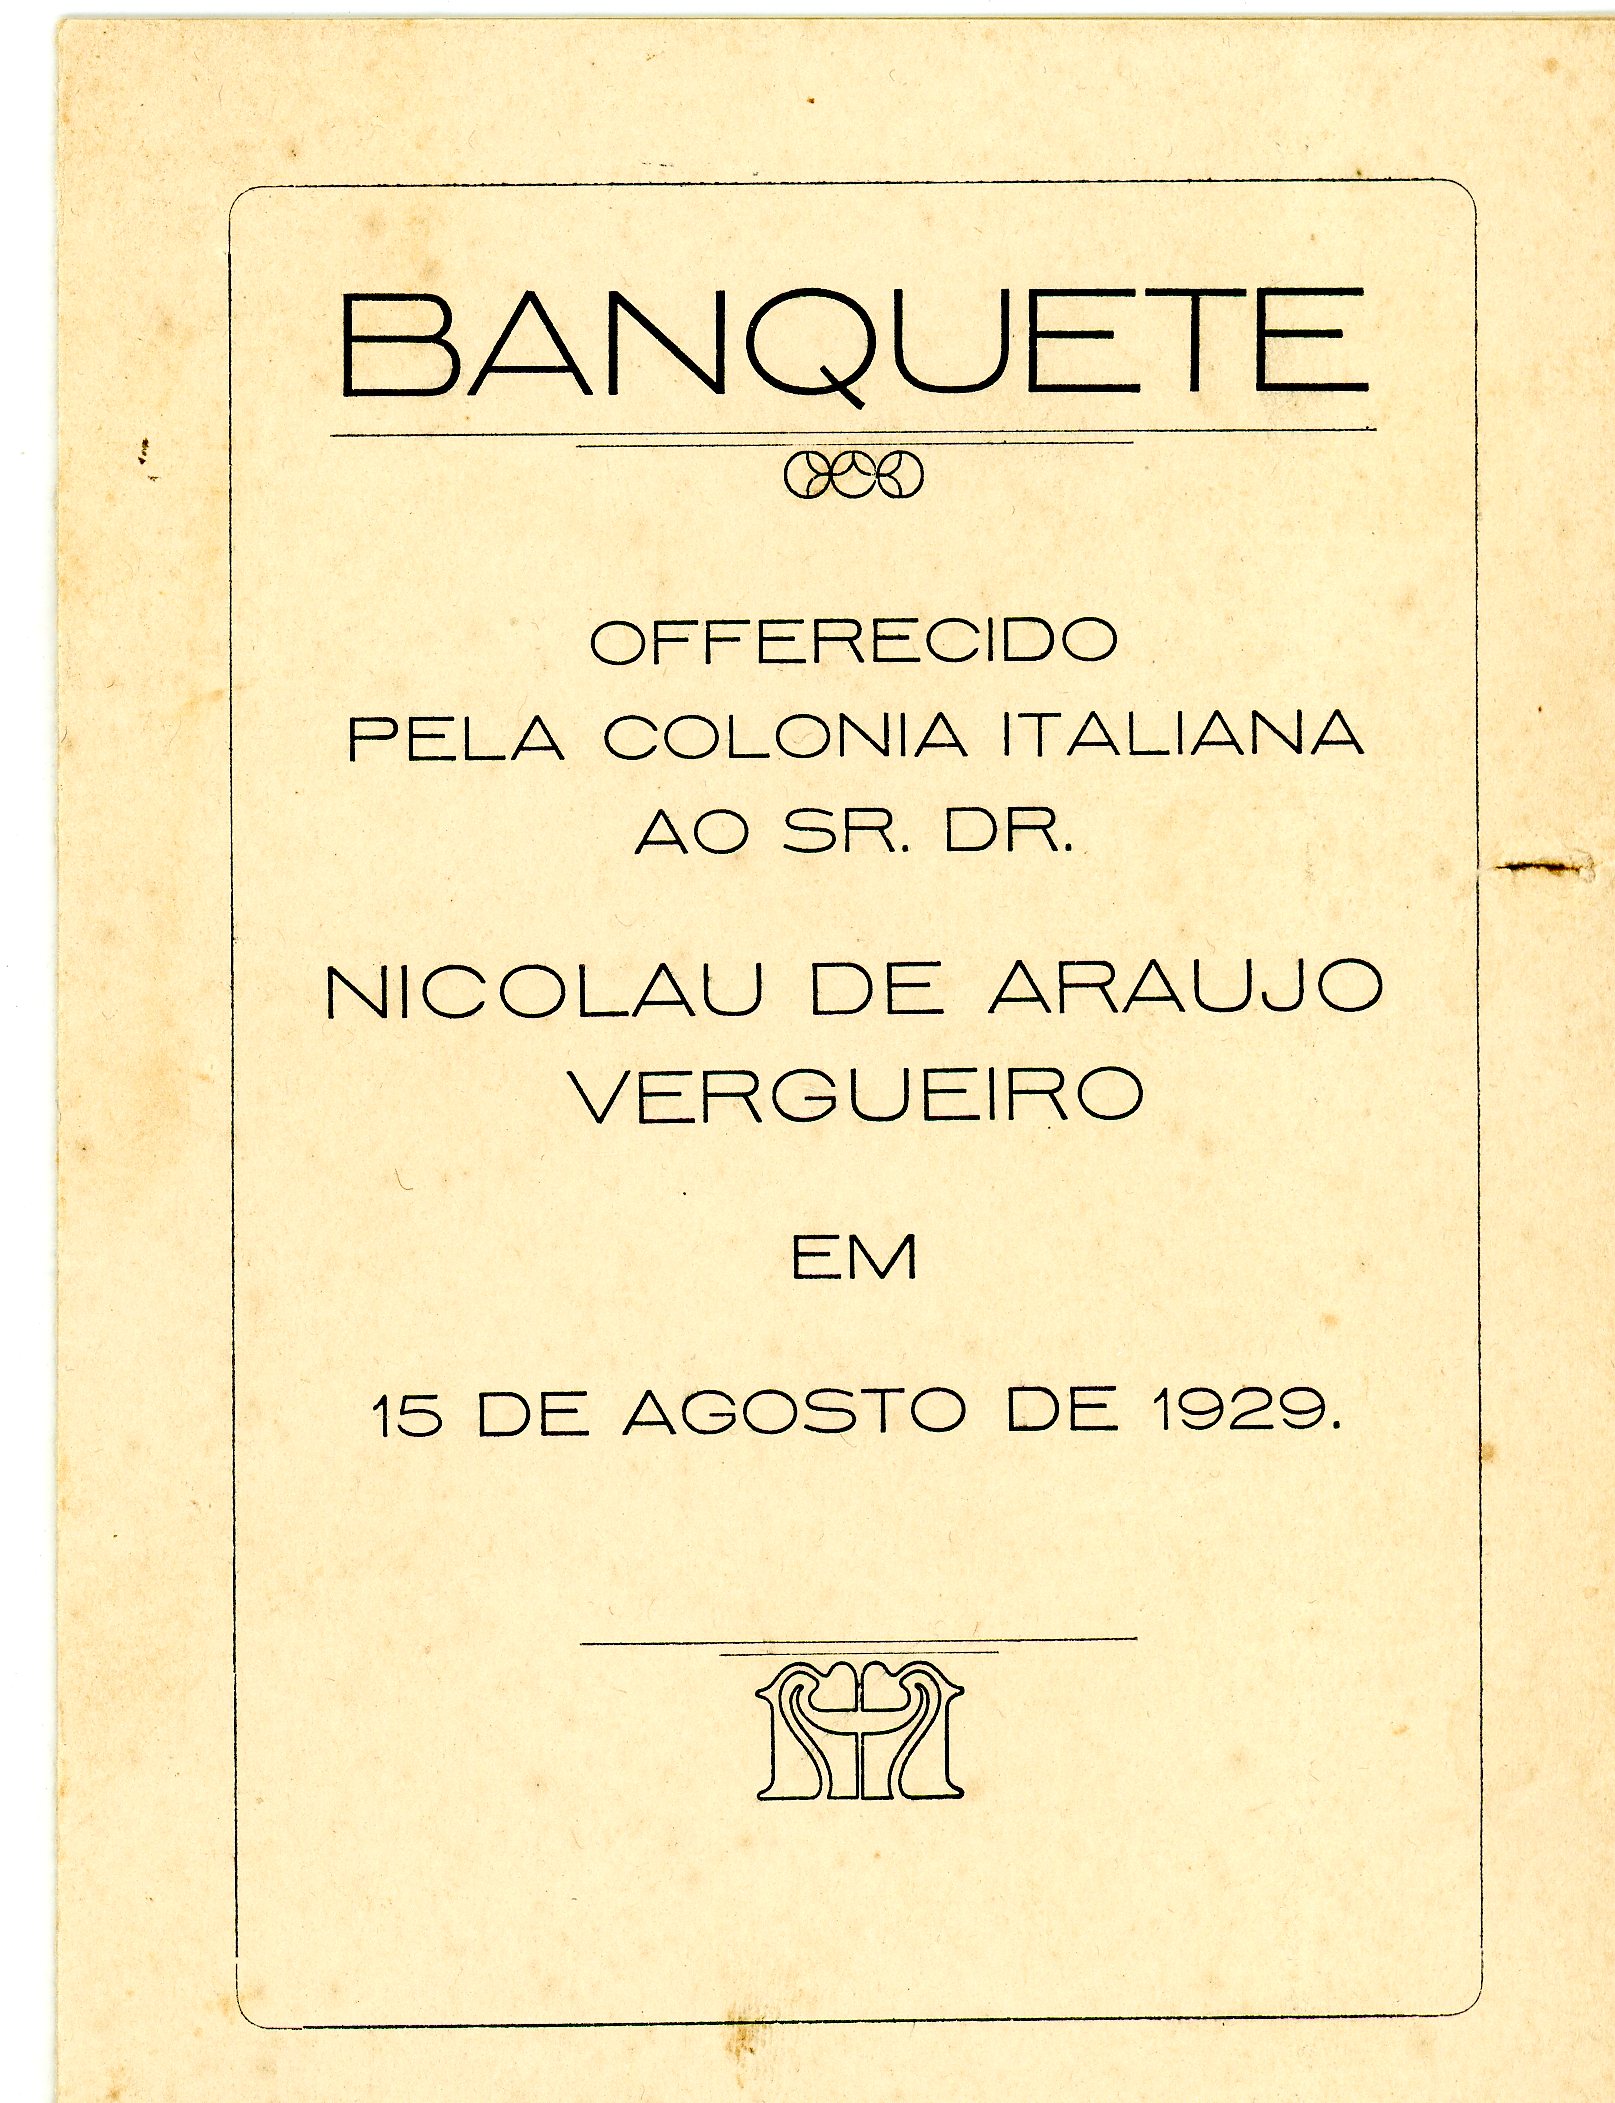 BANQUETE
OFFERECIDO
PELA COLONIA ITALIANA
AO SR. DR.
NICOLAU DE ARAUJO
VERGUEIRO
EM
15 DE AGOSTO DE 1929.